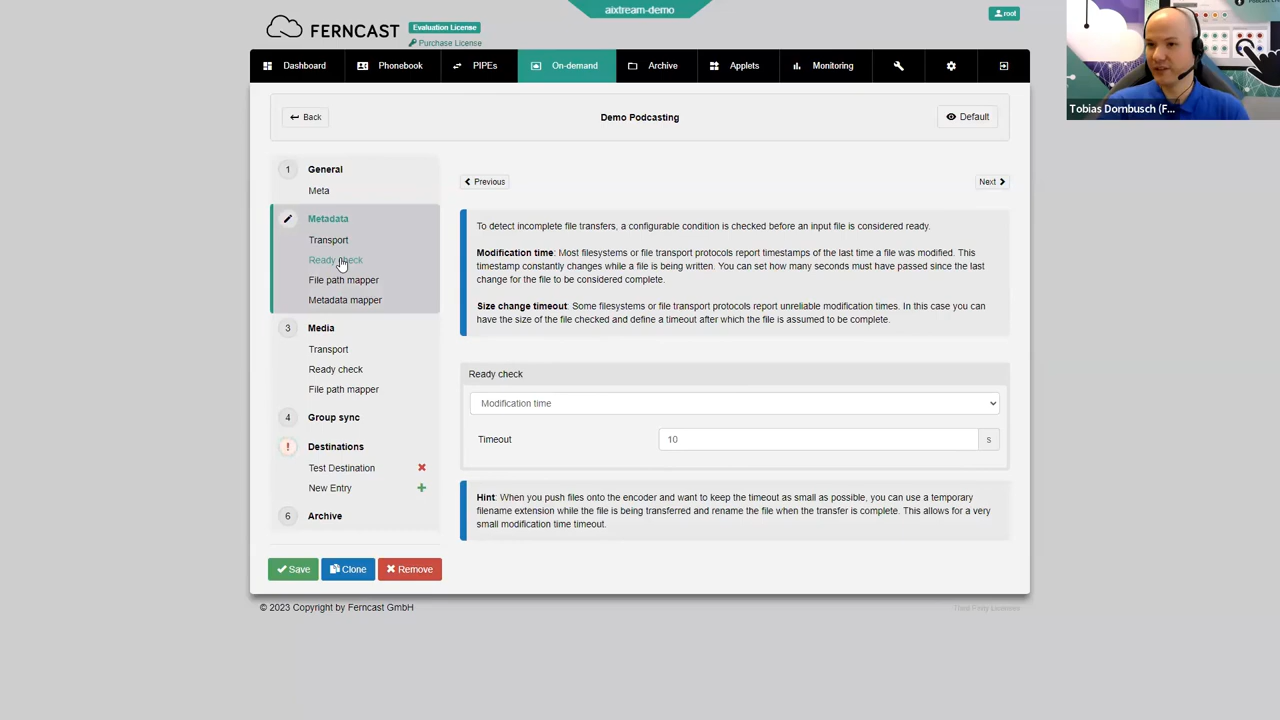 aixtream-demo
FERNCAST
Evaluation License
Purchase License
root
Dashboard
Phonebook
PIPEs
On-demand
Archive
Applets
Monitoring
Tobias Dornbusch (F...
Back
Demo Podcasting
Default
1 General
Meta
Metadata
Transport
Ready check
File path mapper
Metadata mapper
3 Media
Transport
Ready check
File path mapper
4 Group sync
! Destinations
Test Destination
New Entry
6 Archive
Save
Clone
Remove
Previous
Next
To detect incomplete file transfers, a configurable condition is checked before an input file is considered ready.
Modification time: Most filesystems or file transport protocols report timestamps of the last time a file was modified. This
timestamp constantly changes while a file is being written. You can set how many seconds must have passed since the last
change for the file to be considered complete.
Size change timeout: Some filesystems or file transport protocols report unreliable modification times. In this case you can
have the size of the file checked and define a timeout after which the file is assumed to be complete.
Ready check
Modification time
Timeout
10
s
Hint: When you push files onto the encoder and want to keep the timeout as small as possible, you can use a temporary
filename extension while the file is being transferred and rename the file when the transfer is complete. This allows for a very
small modification time timeout.
© 2023 Copyright by Ferncast GmbH